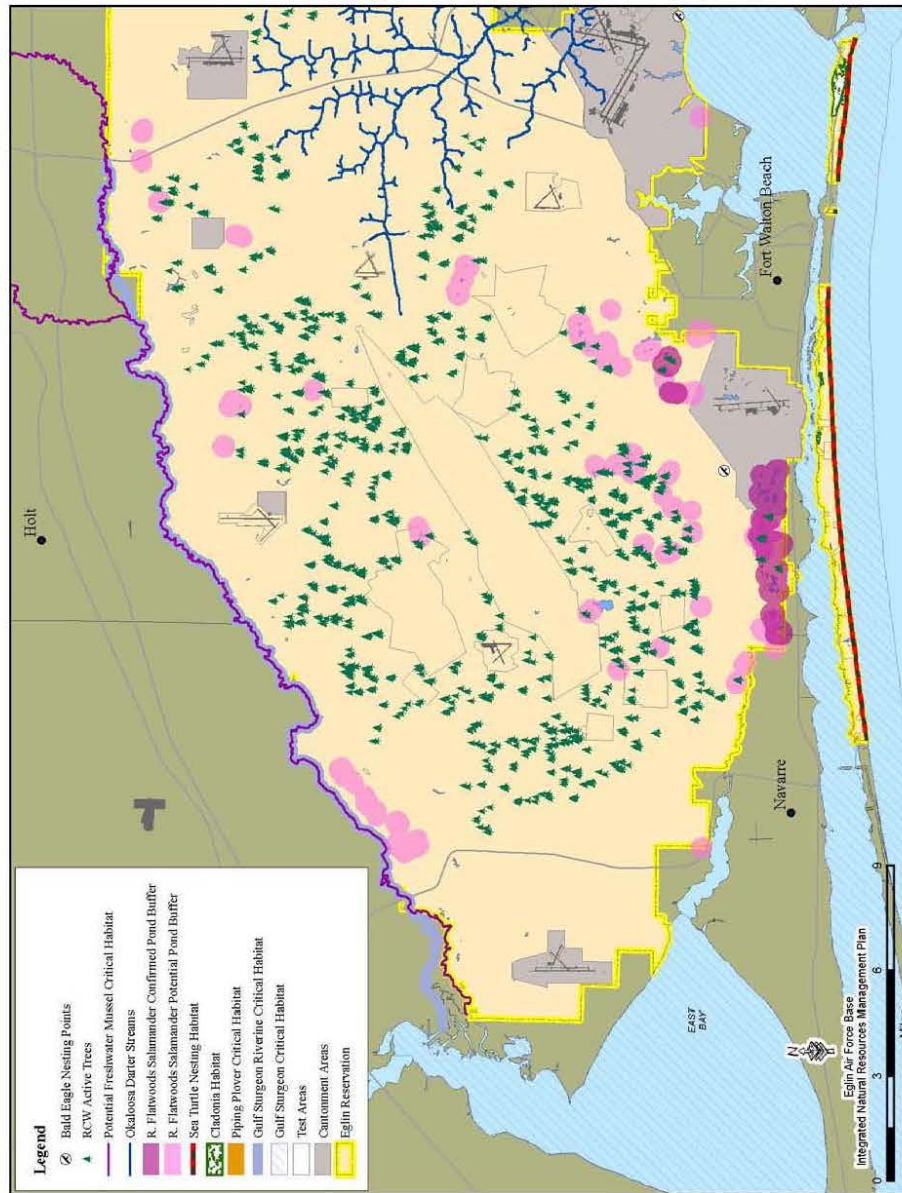 Legend
Bald Eagle Nesting Points
RCW Active Trees
Potential Freshwater Mussel Critical Habitat
Okaloosa Darter Streams
R. Flatwoods Salamander Confirmed Pond Buffer
R. Flatwoods Salamander Potential Pond Buffer
Sea Turtle Nesting Habitat
Cladonia Habitat
Piping Plover Critical Habitat
Gulf Sturgeon Riverine Critical Habitat
Gulf Sturgeon Critical Habitat
Test Areas
Cantonment Areas
Eglin Reservation
Holt
Fort Walton Beach
Navarre
EAST
BAY
N
Eglin Air Force Base
Integrated Natural Resources Management Plan
0 3 6 9
Miles